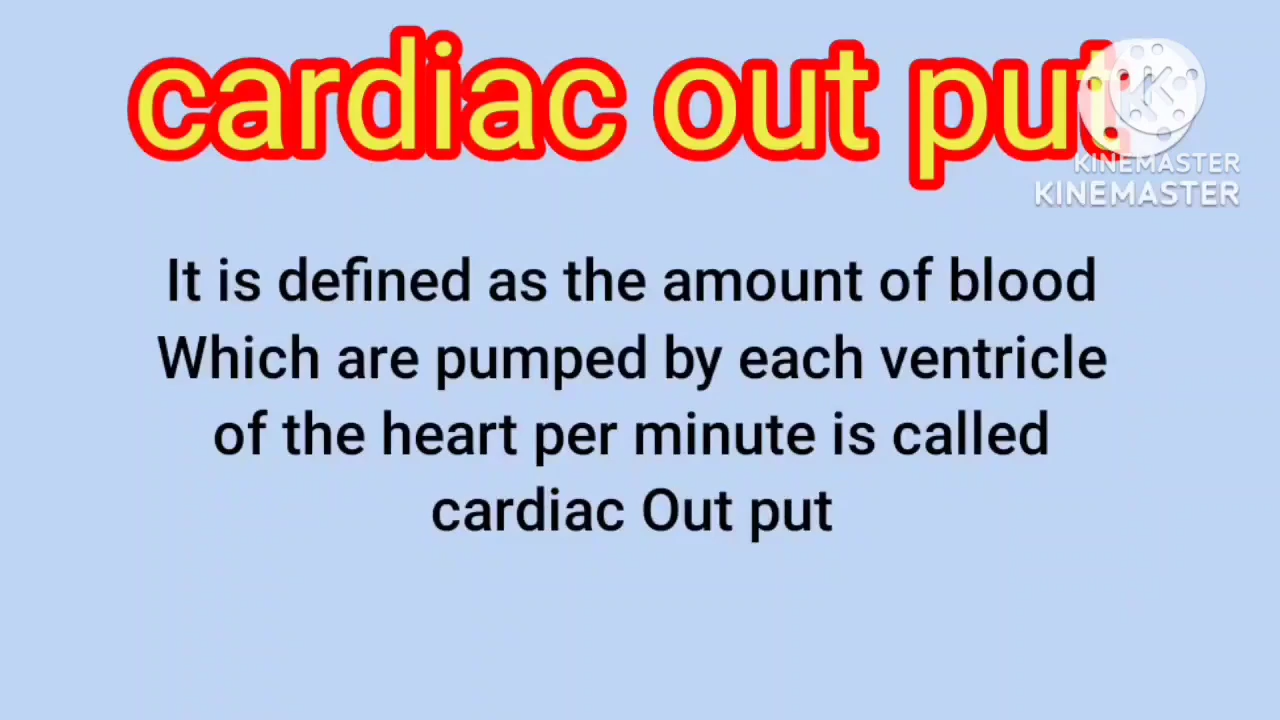 cardiac out put
K
KINEMASTER
KINEMASTER
It is defined as the amount of blood
Which are pumped by each ventricle
of the heart per minute is called
cardiac Out put